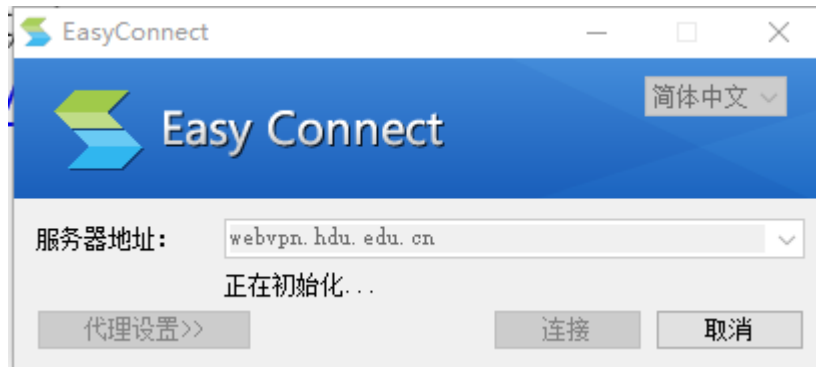 EasyConnect
简体中文
Easy Connect
服务器地址：
webvpn. hdu. edu. cn
正在初始化...
代理设置>>
连接
取消